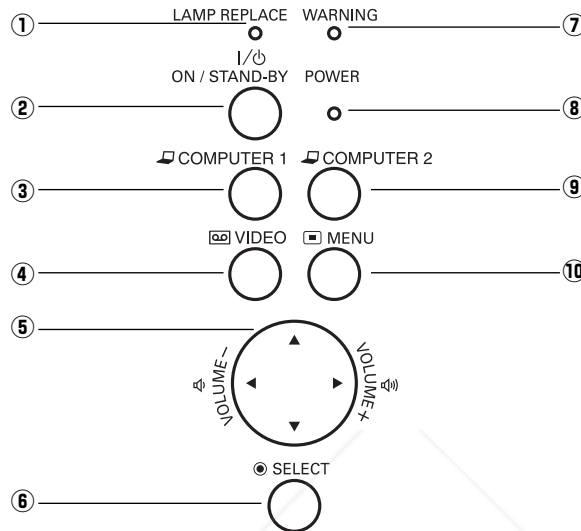 ① LAMP REPLACE WARNING ⑦
I/⏻
② ON / STAND-BY POWER ⑧
③ COMPUTER 1 COMPUTER 2 ⑨
④ VIDEO MENU ⑩
⑤ VOLUME− VOLUME+
⑥ SELECT